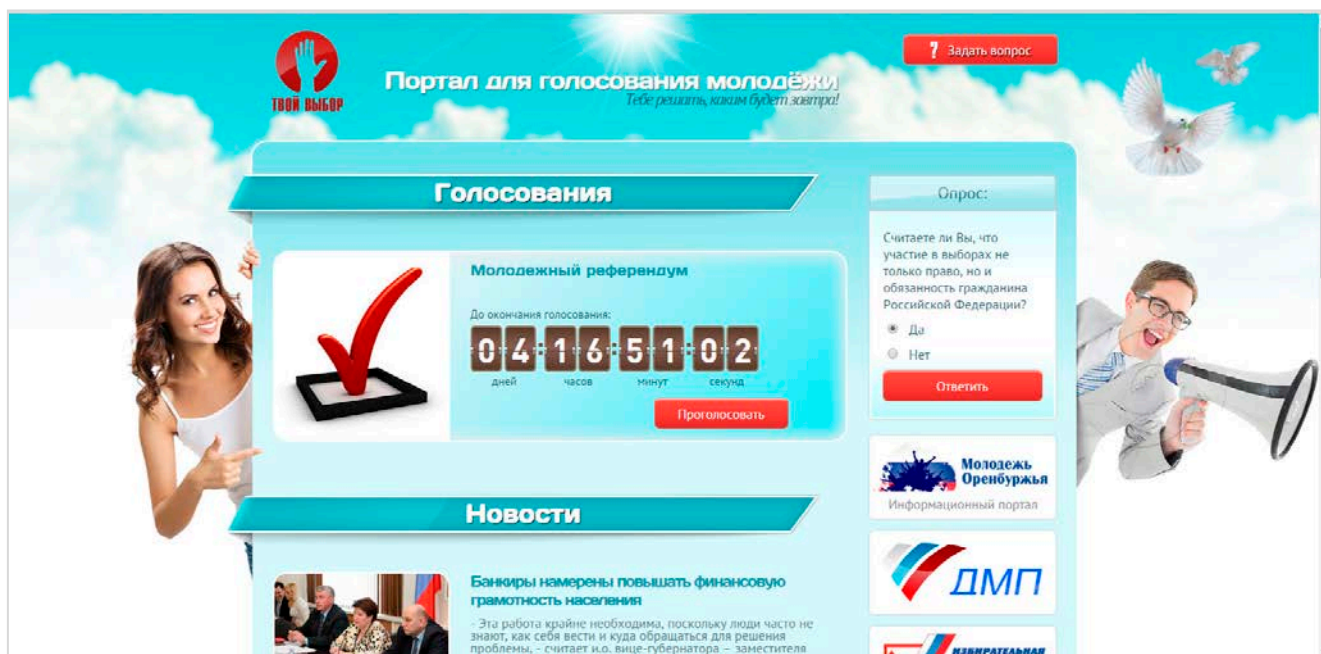 ТВОЙ ВЫБОР
Портал для голосования молодёжи
Тебе решать, каким будет завтра!
? Задать вопрос
Голосования
Молодежный референдум
До окончания голосования:
04:16:51:02
дней часов минут секунд
Проголосовать
Опрос:
Считаете ли Вы, что
участие в выборах не
только право, но и
обязанность гражданина
Российской Федерации?
Да
Нет
Ответить
Молодежь
Оренбуржья
Информационный портал
ДМП
ИЗБИРАТЕЛЬНАЯ
Новости
Банкиры намерены повышать финансовую
грамотность населения
- Эта работа крайне необходима, поскольку люди часто не
знают, как себя вести и куда обращаться для решения
проблемы, - считает и.о. вице-губернатора – заместителя